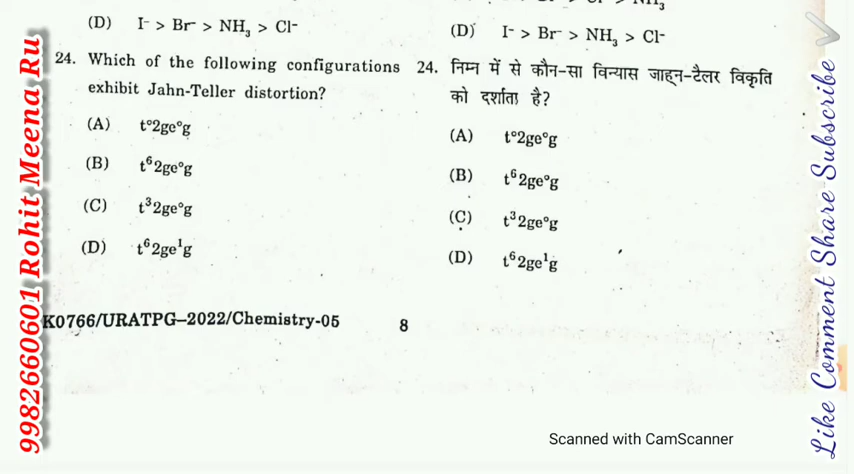 (D) I⁻ > Br⁻ > NH₃ > Cl⁻
24. Which of the following configurations
exhibit Jahn-Teller distortion?
(A) t°2ge°g
(B) t⁶2ge°g
(C) t³2ge°g
(D) t⁶2ge¹g
(D) I⁻ > Br⁻ > NH₃ > Cl⁻
24. निम्न में से कौन-सा विन्यास जाह्न-टैलर विकृति
को दर्शाता है?
(A) t°2ge°g
(B) t⁶2ge°g
(C) t³2ge°g
(D) t⁶2ge¹g
K0766/URATPG–2022/Chemistry-05 8
Scanned with CamScanner
9982660601 Rohit Meena Ru
Like Comment Share Subscribe